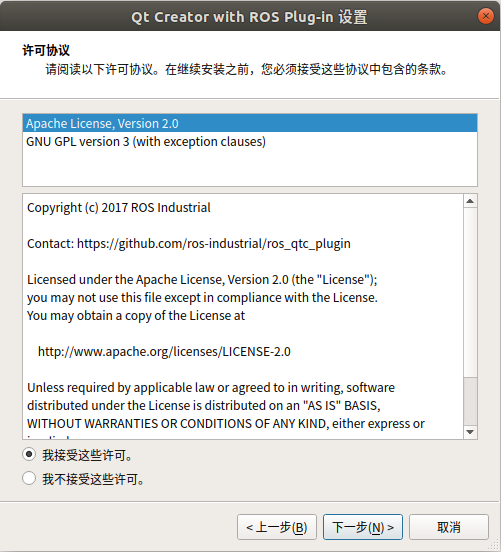 Qt Creator with ROS Plug-in 设置
许可协议
请阅读以下许可协议。在继续安装之前，您必须接受这些协议中包含的条款。
Apache License, Version 2.0
GNU GPL version 3 (with exception clauses)
Copyright (c) 2017 ROS Industrial
Contact: https://github.com/ros-industrial/ros_qtc_plugin
Licensed under the Apache License, Version 2.0 (the "License");
you may not use this file except in compliance with the License.
You may obtain a copy of the License at
http://www.apache.org/licenses/LICENSE-2.0
Unless required by applicable law or agreed to in writing, software
distributed under the License is distributed on an "AS IS" BASIS,
WITHOUT WARRANTIES OR CONDITIONS OF ANY KIND, either express or
我接受这些许可。
我不接受这些许可。
< 上一步(B)
下一步(N) >
取消